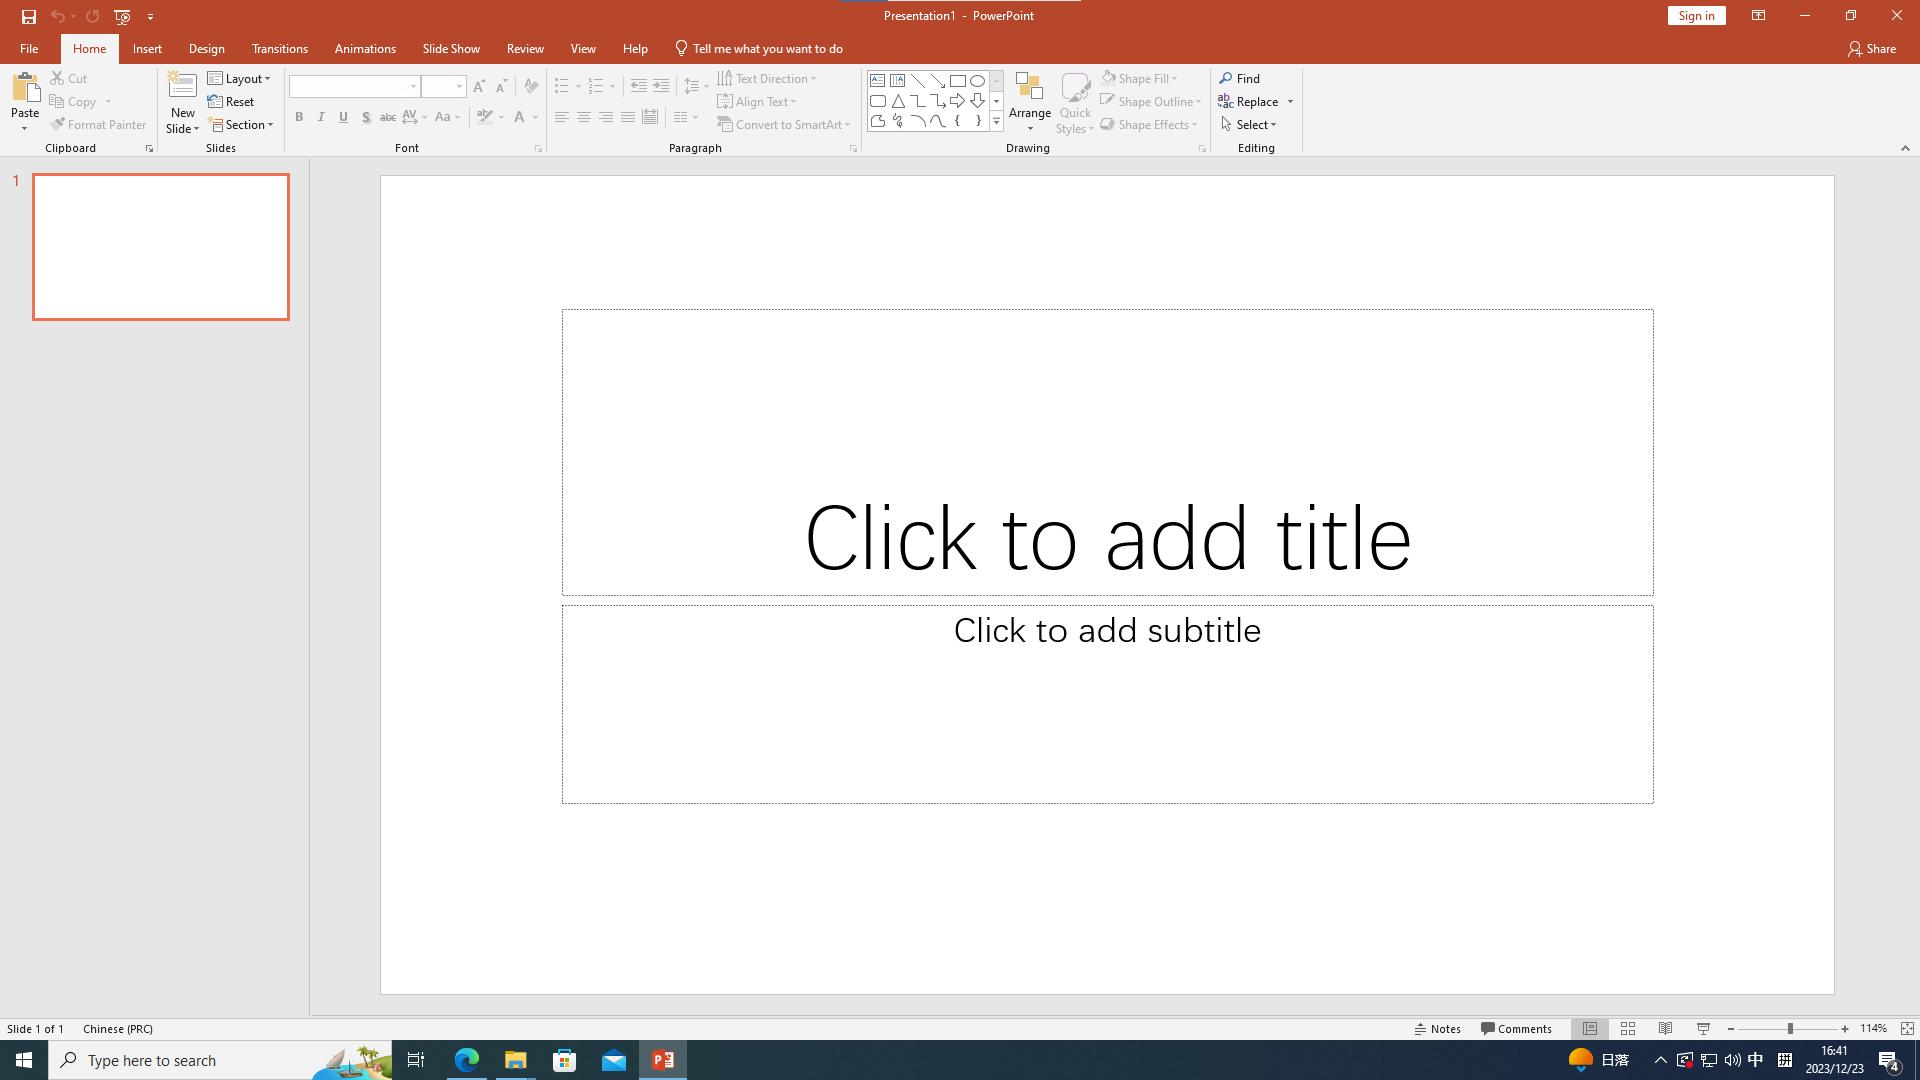 Presentation1 - PowerPoint
Sign in
File Home Insert Design Transitions Animations Slide Show Review View Help Tell me what you want to do Share
Paste
Cut
Copy
Format Painter
Clipboard
New Slide
Layout
Reset
Section
Slides
B I U S abc AV Aa A
Font
Text Direction
Align Text
Convert to SmartArt
Paragraph
Arrange
Quick Styles
Shape Fill
Shape Outline
Shape Effects
Drawing
Find
Replace
Select
Editing
1
Click to add title
Click to add subtitle
Slide 1 of 1 Chinese (PRC) Notes Comments 114%
Type here to search
日落
中
拼
16:41
2023/12/23
4